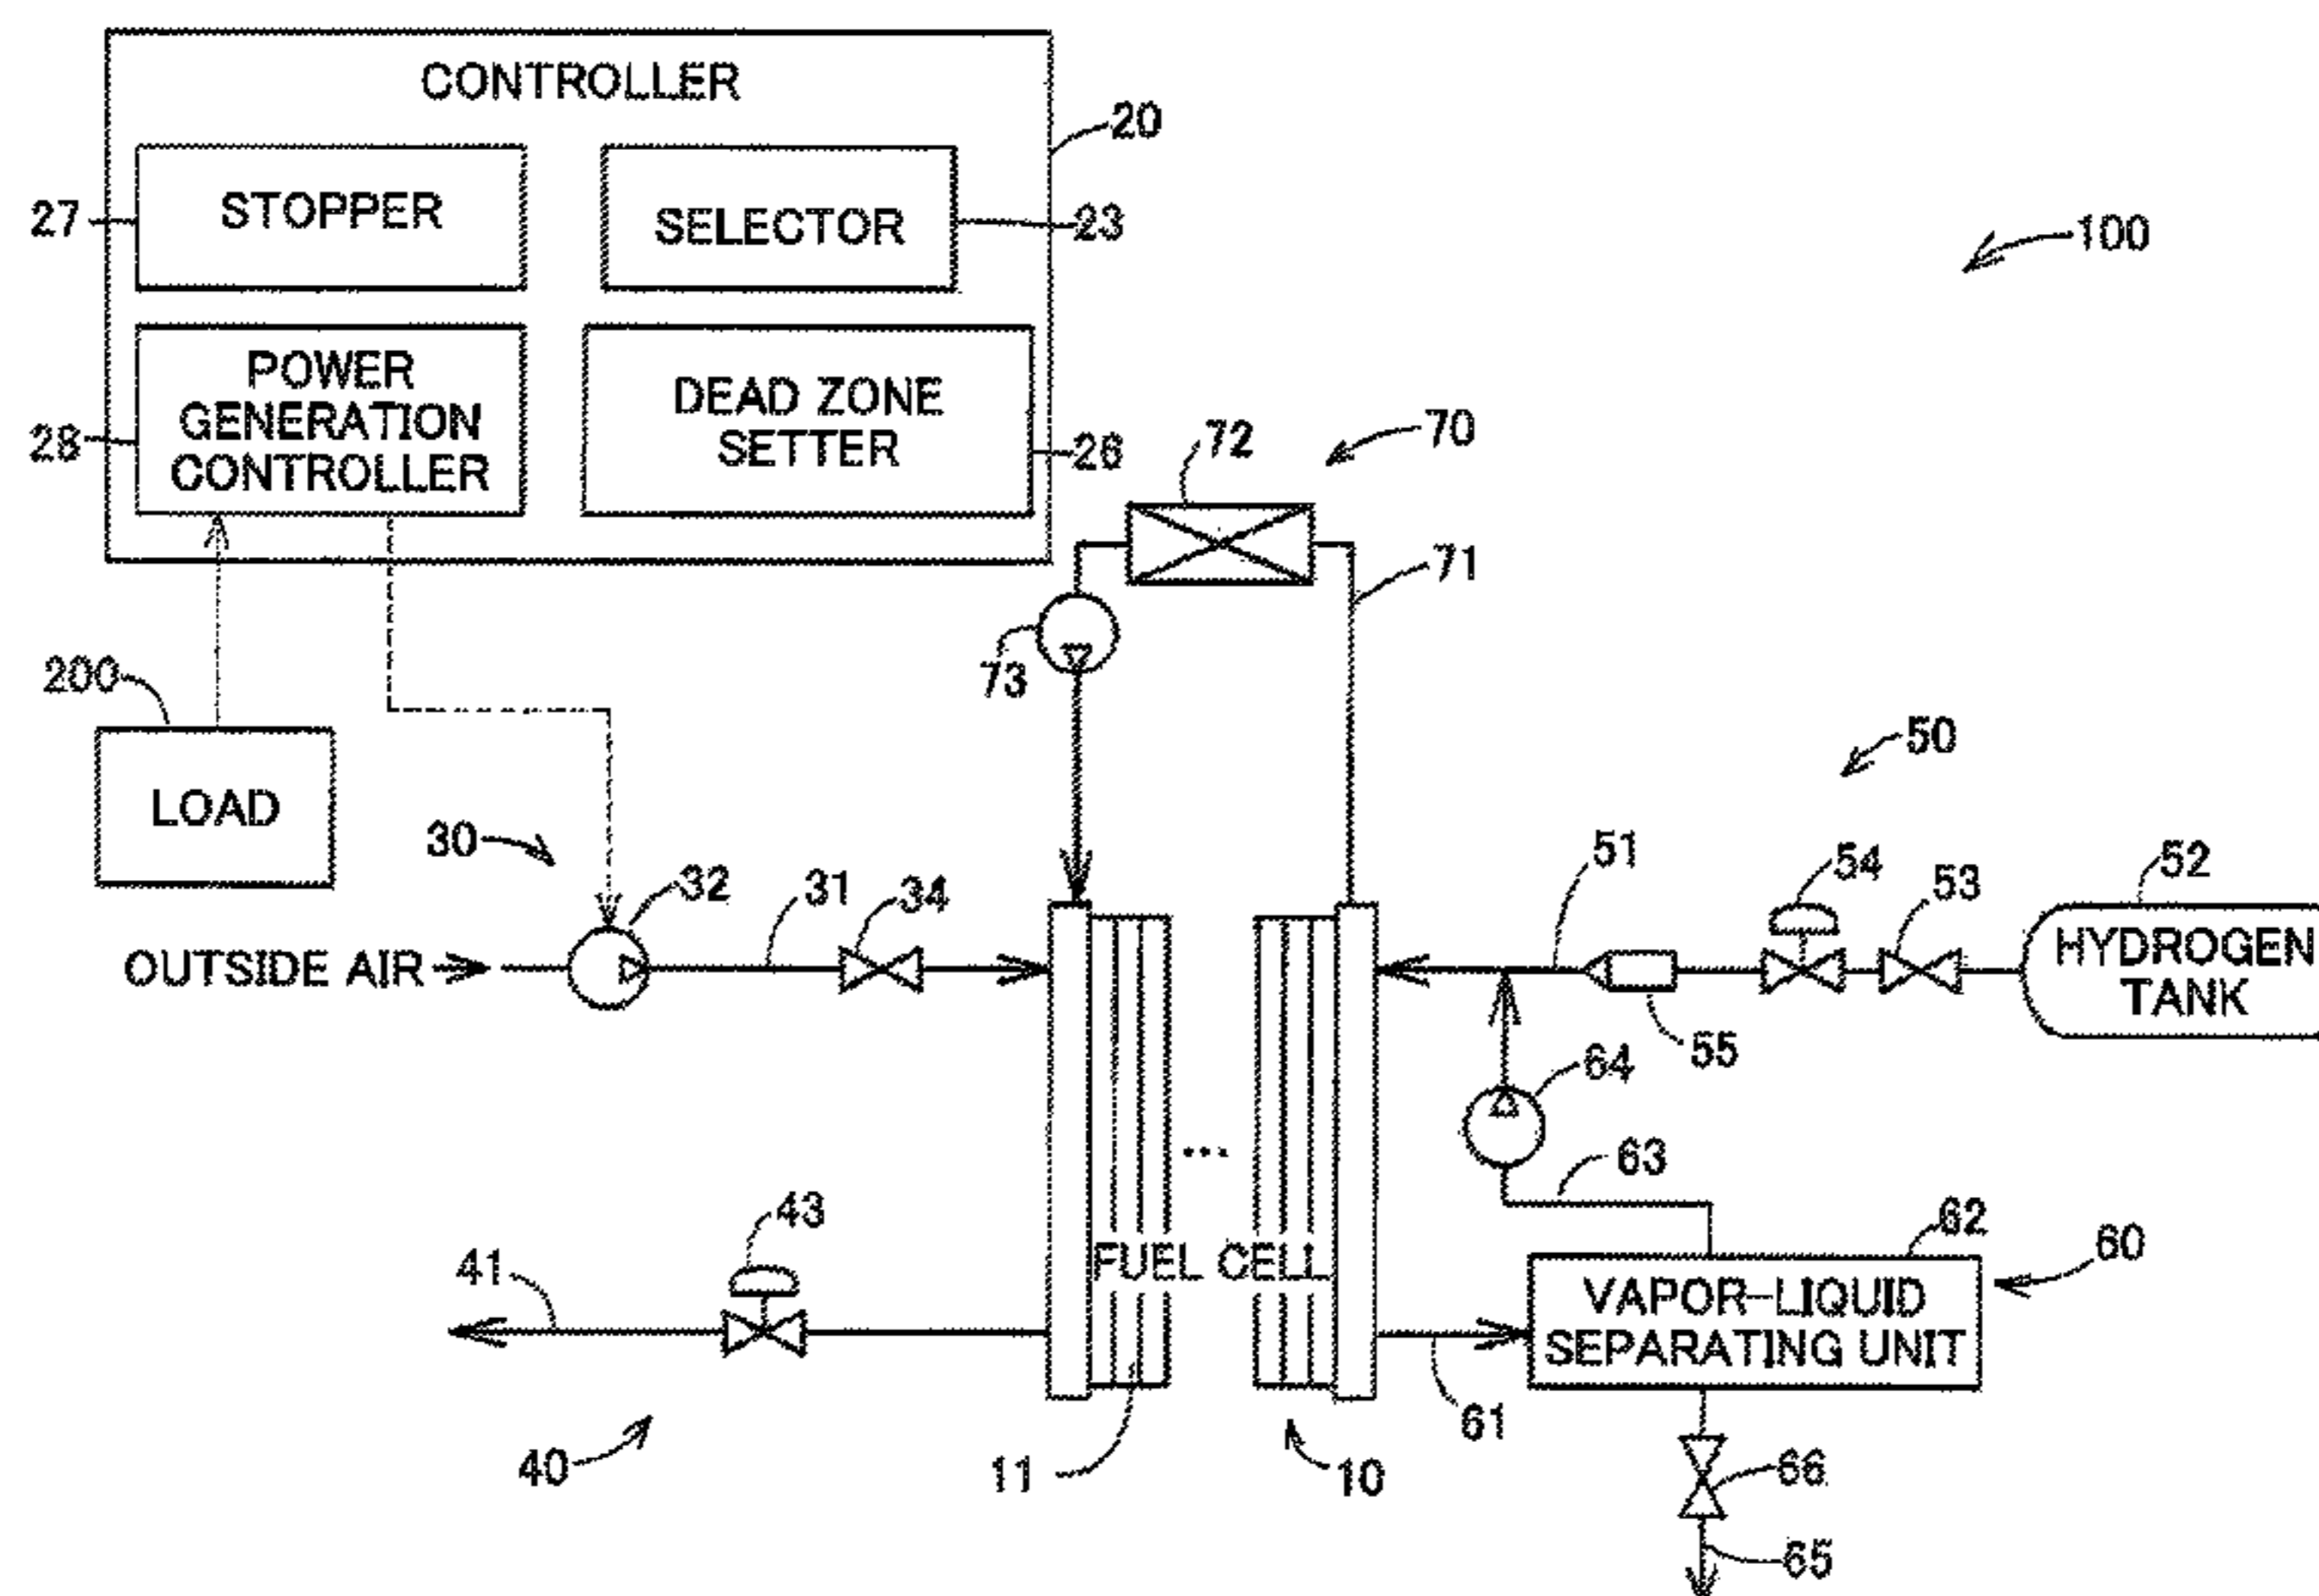 CONTROLLER
20
STOPPER
27
SELECTOR
23
100
POWER
GENERATION
CONTROLLER
28
DEAD ZONE
SETTER
26
72
70
71
73
200
LOAD
50
30
32
31
34
51
54
53
52
OUTSIDE AIR
HYDROGEN
TANK
55
64
63
43
62
60
41
FUEL CELL
VAPOR-LIQUID
SEPARATING UNIT
61
40
11
10
66
65